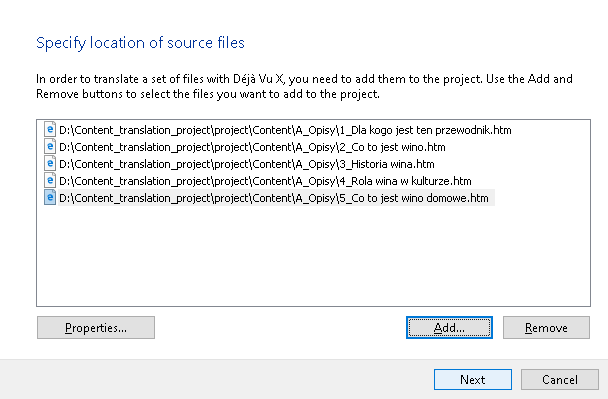 Specify location of source files
In order to translate a set of files with Déjà Vu X, you need to add them to the project. Use the Add and
Remove buttons to select the files you want to add to the project.
D:\Content_translation_project\project\Content\A_Opisy\1_Dla kogo jest ten przewodnik.htm
D:\Content_translation_project\project\Content\A_Opisy\2_Co to jest wino.htm
D:\Content_translation_project\project\Content\A_Opisy\3_Historia wina.htm
D:\Content_translation_project\project\Content\A_Opisy\4_Rola wina w kulturze.htm
D:\Content_translation_project\project\Content\A_Opisy\5_Co to jest wino domowe.htm
Properties... Add... Remove
Next Cancel